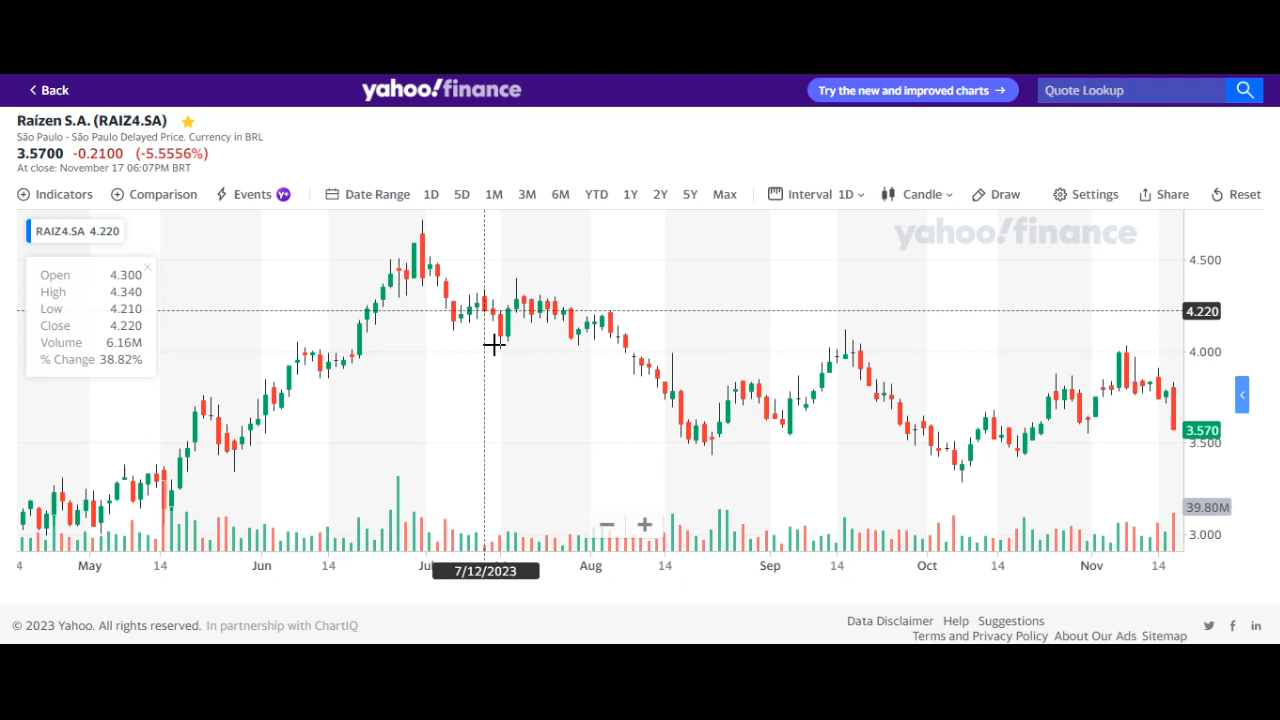 Back
yahoo!finance
Try the new and improved charts →
Quote Lookup
Raízen S.A. (RAIZ4.SA)
São Paulo - São Paulo Delayed Price. Currency in BRL
3.5700 -0.2100 (-5.5556%)
At close: November 17 06:07PM BRT
Indicators Comparison Events Y+ Date Range 1D 5D 1M 3M 6M YTD 1Y 2Y 5Y Max Interval 1D Candle Draw Settings Share Reset
RAIZ4.SA 4.220
yahoo!finance
Open 4.300
High 4.340
Low 4.210
Close 4.220
Volume 6.16M
% Change 38.82%
4.500
4.220
4.000
3.570
3.500
39.80M
3.000
4 May 14 Jun 14 Jul 7/12/2023 Aug 14 Sep 14 Oct 14 Nov 14
© 2023 Yahoo. All rights reserved. In partnership with ChartIQ
Data Disclaimer Help Suggestions
Terms and Privacy Policy About Our Ads Sitemap